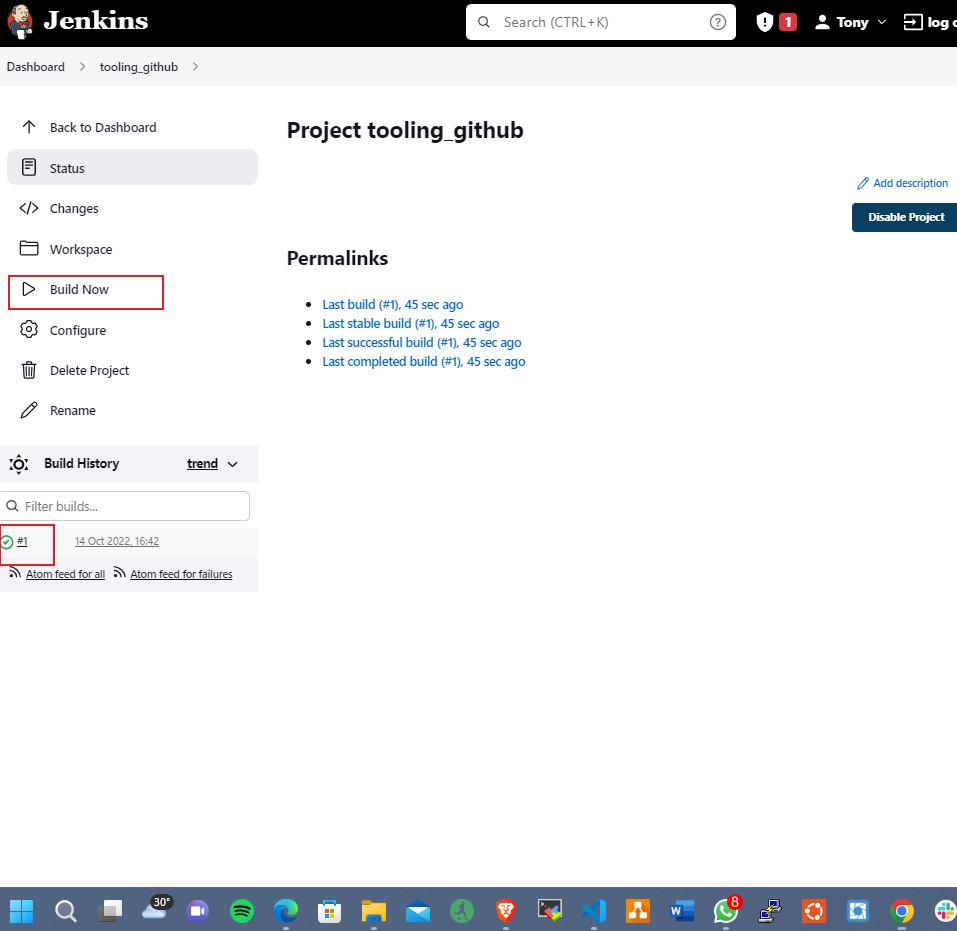 Jenkins
Search (CTRL+K)
?
1
Tony
log
Dashboard
tooling_github
Back to Dashboard
Project tooling_github
Status
Add description
Changes
Disable Project
Workspace
Permalinks
Build Now
Last build (#1), 45 sec ago
Last stable build (#1), 45 sec ago
Configure
Last successful build (#1), 45 sec ago
Last completed build (#1), 45 sec ago
Delete Project
Rename
Build History
trend
Filter builds...
#1
14 Oct 2022, 16:42
Atom feed for all
Atom feed for failures
30°
8